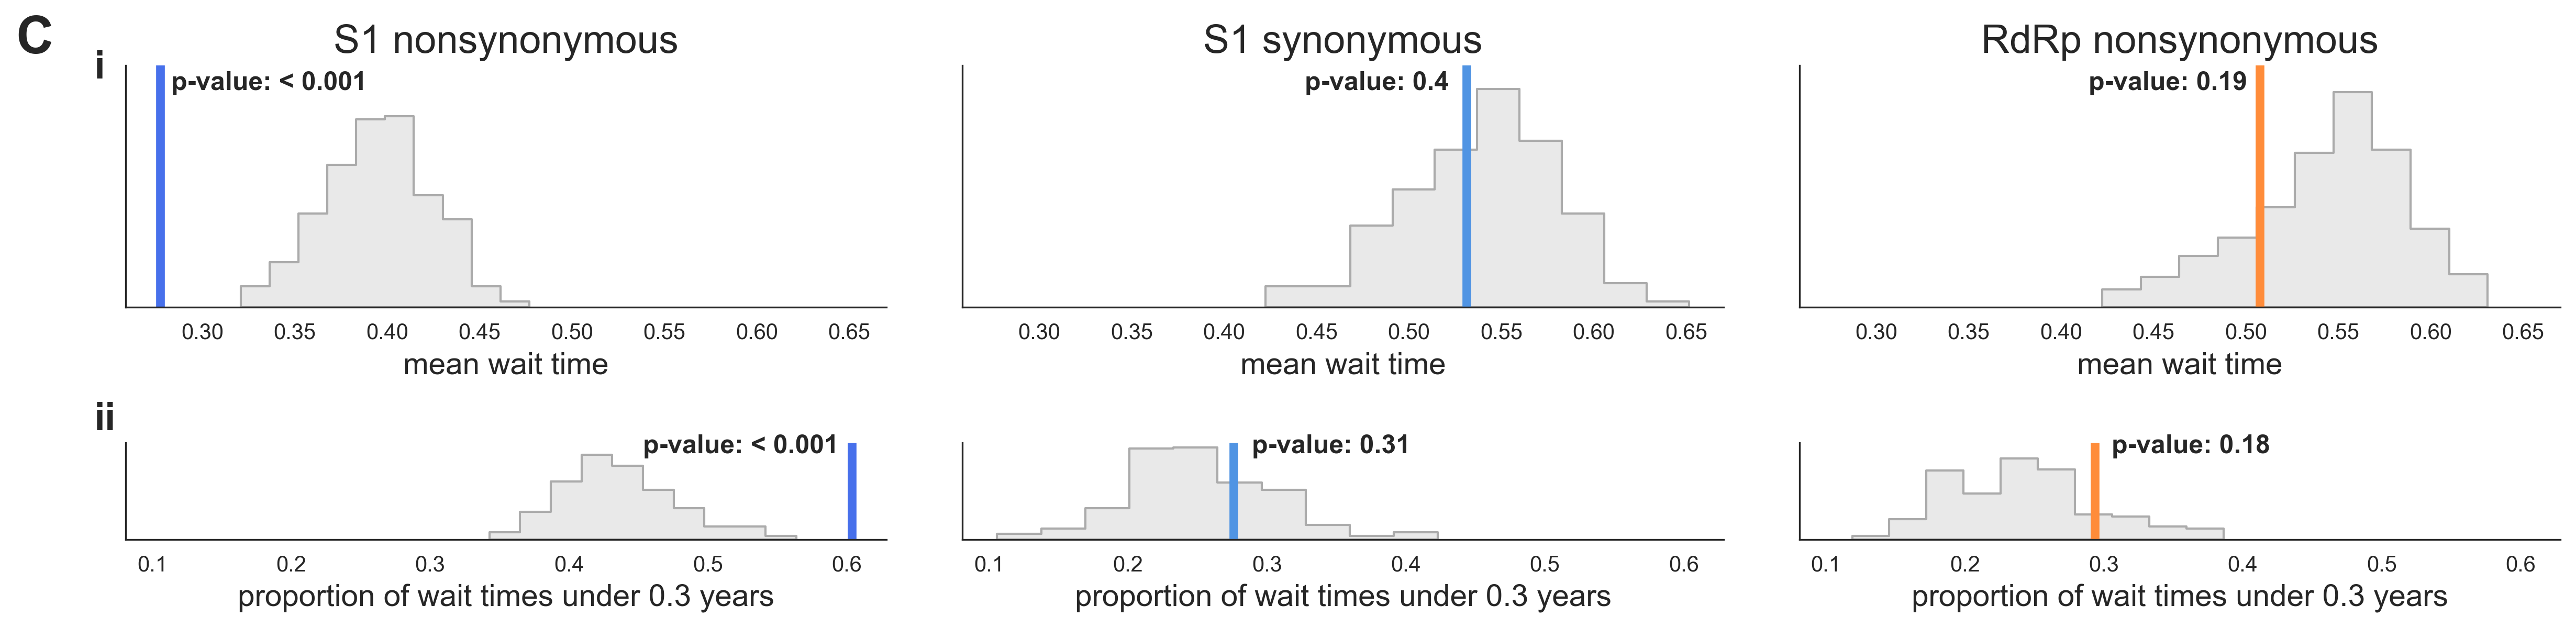 C
S1 nonsynonymous
S1 synonymous
RdRp nonsynonymous
i
p-value: < 0.001
p-value: 0.4
p-value: 0.19
0.30 0.35 0.40 0.45 0.50 0.55 0.60 0.65
0.30 0.35 0.40 0.45 0.50 0.55 0.60 0.65
0.30 0.35 0.40 0.45 0.50 0.55 0.60 0.65
mean wait time
mean wait time
mean wait time
ii
p-value: < 0.001
p-value: 0.31
p-value: 0.18
0.1 0.2 0.3 0.4 0.5 0.6
0.1 0.2 0.3 0.4 0.5 0.6
0.1 0.2 0.3 0.4 0.5 0.6
proportion of wait times under 0.3 years
proportion of wait times under 0.3 years
proportion of wait times under 0.3 years